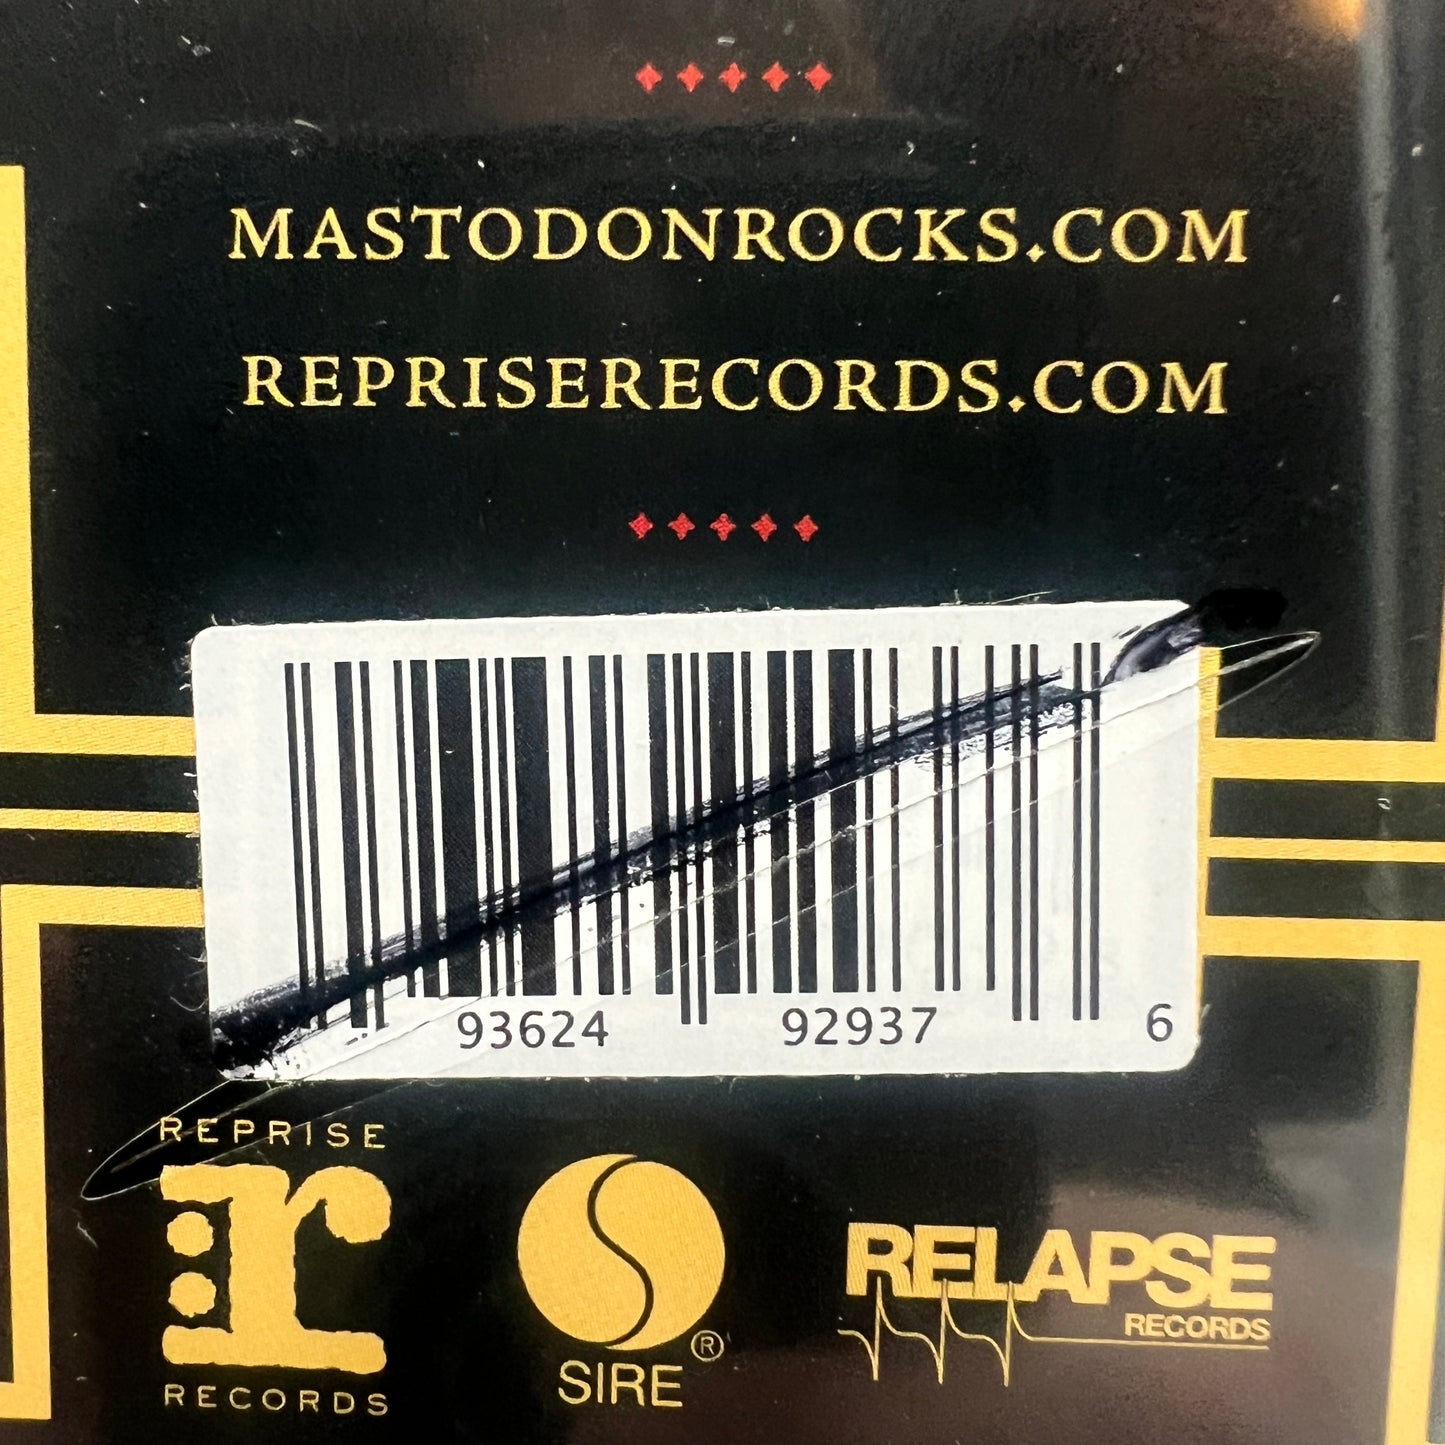 MASTODONROCKS.COM
REPRISERECORDS.COM
93624 92937 6
REPRISE
r
RECORDS
SIRE®
RELAPSE
RECORDS